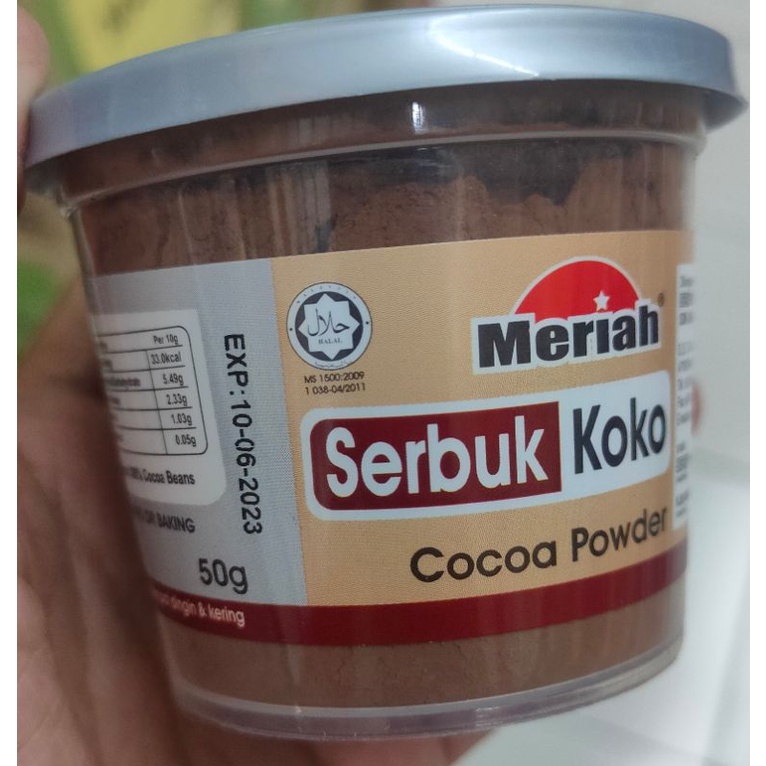 Per 10g
33.0kcal
5.49g
2.33g
1.03g
0.05g
Cocoa Beans
BAKING
50g
dingin & kering
EXP:10-06-2023
حلال
HALAL
MS 1500:2009
1 038-04/2011
Meriah®
Serbuk Koko
Cocoa Powder